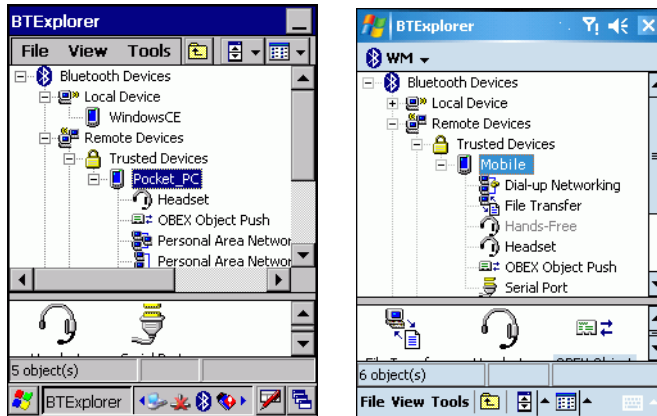 BTExplorer
File View Tools
Bluetooth Devices
Local Device
WindowsCE
Remote Devices
Trusted Devices
Pocket_PC
Headset
OBEX Object Push
Personal Area Networ
Personal Area Networ
5 object(s)
BTExplorer
BTExplorer
WM
Bluetooth Devices
Local Device
Remote Devices
Trusted Devices
Mobile
Dial-up Networking
File Transfer
Hands-Free
Headset
OBEX Object Push
Serial Port
6 object(s)
File View Tools